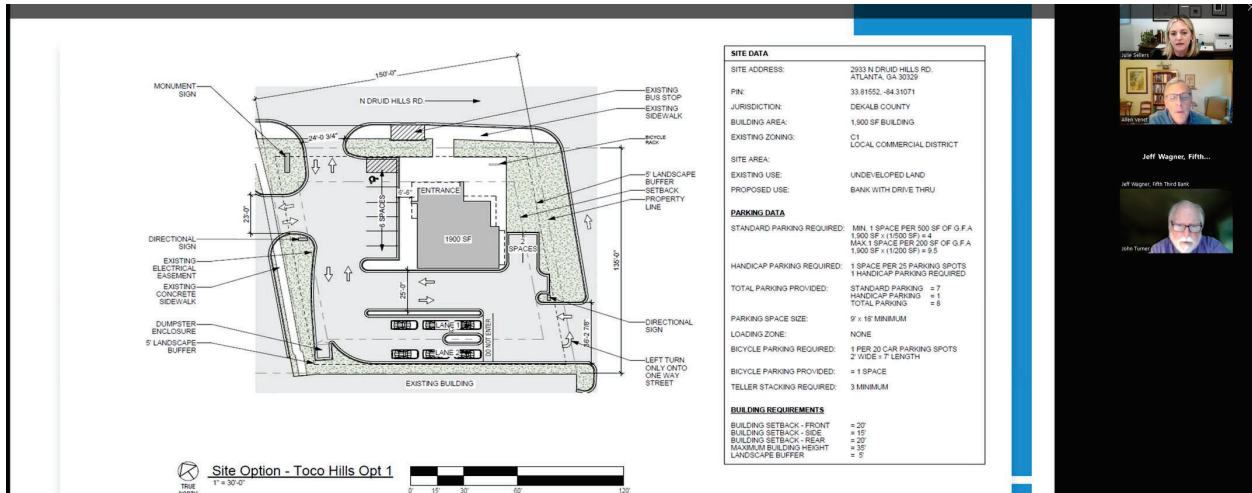 150'-0"
MONUMENT
SIGN
N DRUID HILLS RD.
EXISTING
BUS STOP
EXISTING
SIDEWALK
BICYCLE
RACK
24'-0 3/4"
5' LANDSCAPE
BUFFER
SETBACK
PROPERTY
LINE
6 SPACES
ENTRANCE
1900 SF
2
SPACES
23'-0"
135'-0"
DIRECTIONAL
SIGN
EXISTING
ELECTRICAL
EASEMENT
EXISTING
CONCRETE
SIDEWALK
25'-0"
DUMPSTER
ENCLOSURE
5' LANDSCAPE
BUFFER
LANE 1
LANE 2
DO NOT ENTER
DIRECTIONAL
SIGN
LEFT TURN
ONLY ONTO
ONE WAY
STREET
EXISTING BUILDING
TRUE
NORTH
Site Option - Toco Hills Opt 1
1" = 30'-0"
0' 15' 30' 60' 120'
SITE DATA
SITE ADDRESS: 2933 N DRUID HILLS RD.
ATLANTA, GA 30329
PIN: 33.81552, -84.31071
JURISDICTION: DEKALB COUNTY
BUILDING AREA: 1,900 SF BUILDING
EXISTING ZONING: C1
LOCAL COMMERCIAL DISTRICT
SITE AREA:
EXISTING USE: UNDEVELOPED LAND
PROPOSED USE: BANK WITH DRIVE THRU
PARKING DATA
STANDARD PARKING REQUIRED: MIN. 1 SPACE PER 500 SF OF G.F.A
1,900 SF x (1/500 SF) = 4
MAX.1 SPACE PER 200 SF OF G.F.A
1,900 SF x (1/200 SF) = 9.5
HANDICAP PARKING REQUIRED: 1 SPACE PER 25 PARKING SPOTS
1 HANDICAP PARKING REQUIRED
TOTAL PARKING PROVIDED: STANDARD PARKING = 7
HANDICAP PARKING = 1
TOTAL PARKING = 8
PARKING SPACE SIZE: 9' x 18' MINIMUM
LOADING ZONE: NONE
BICYCLE PARKING REQUIRED: 1 PER 20 CAR PARKING SPOTS
2' WIDE x 7' LENGTH
BICYCLE PARKING PROVIDED: = 1 SPACE
TELLER STACKING REQUIRED: 3 MINIMUM
BUILDING REQUIREMENTS
BUILDING SETBACK - FRONT = 20'
BUILDING SETBACK - SIDE = 15'
BUILDING SETBACK - REAR = 20'
MAXIMUM BUILDING HEIGHT = 35'
LANDSCAPE BUFFER = 5'
Julie Sellers
Allen Venet
Jeff Wagner, Fifth...
Jeff Wagner, Fifth Third Bank
John Turner